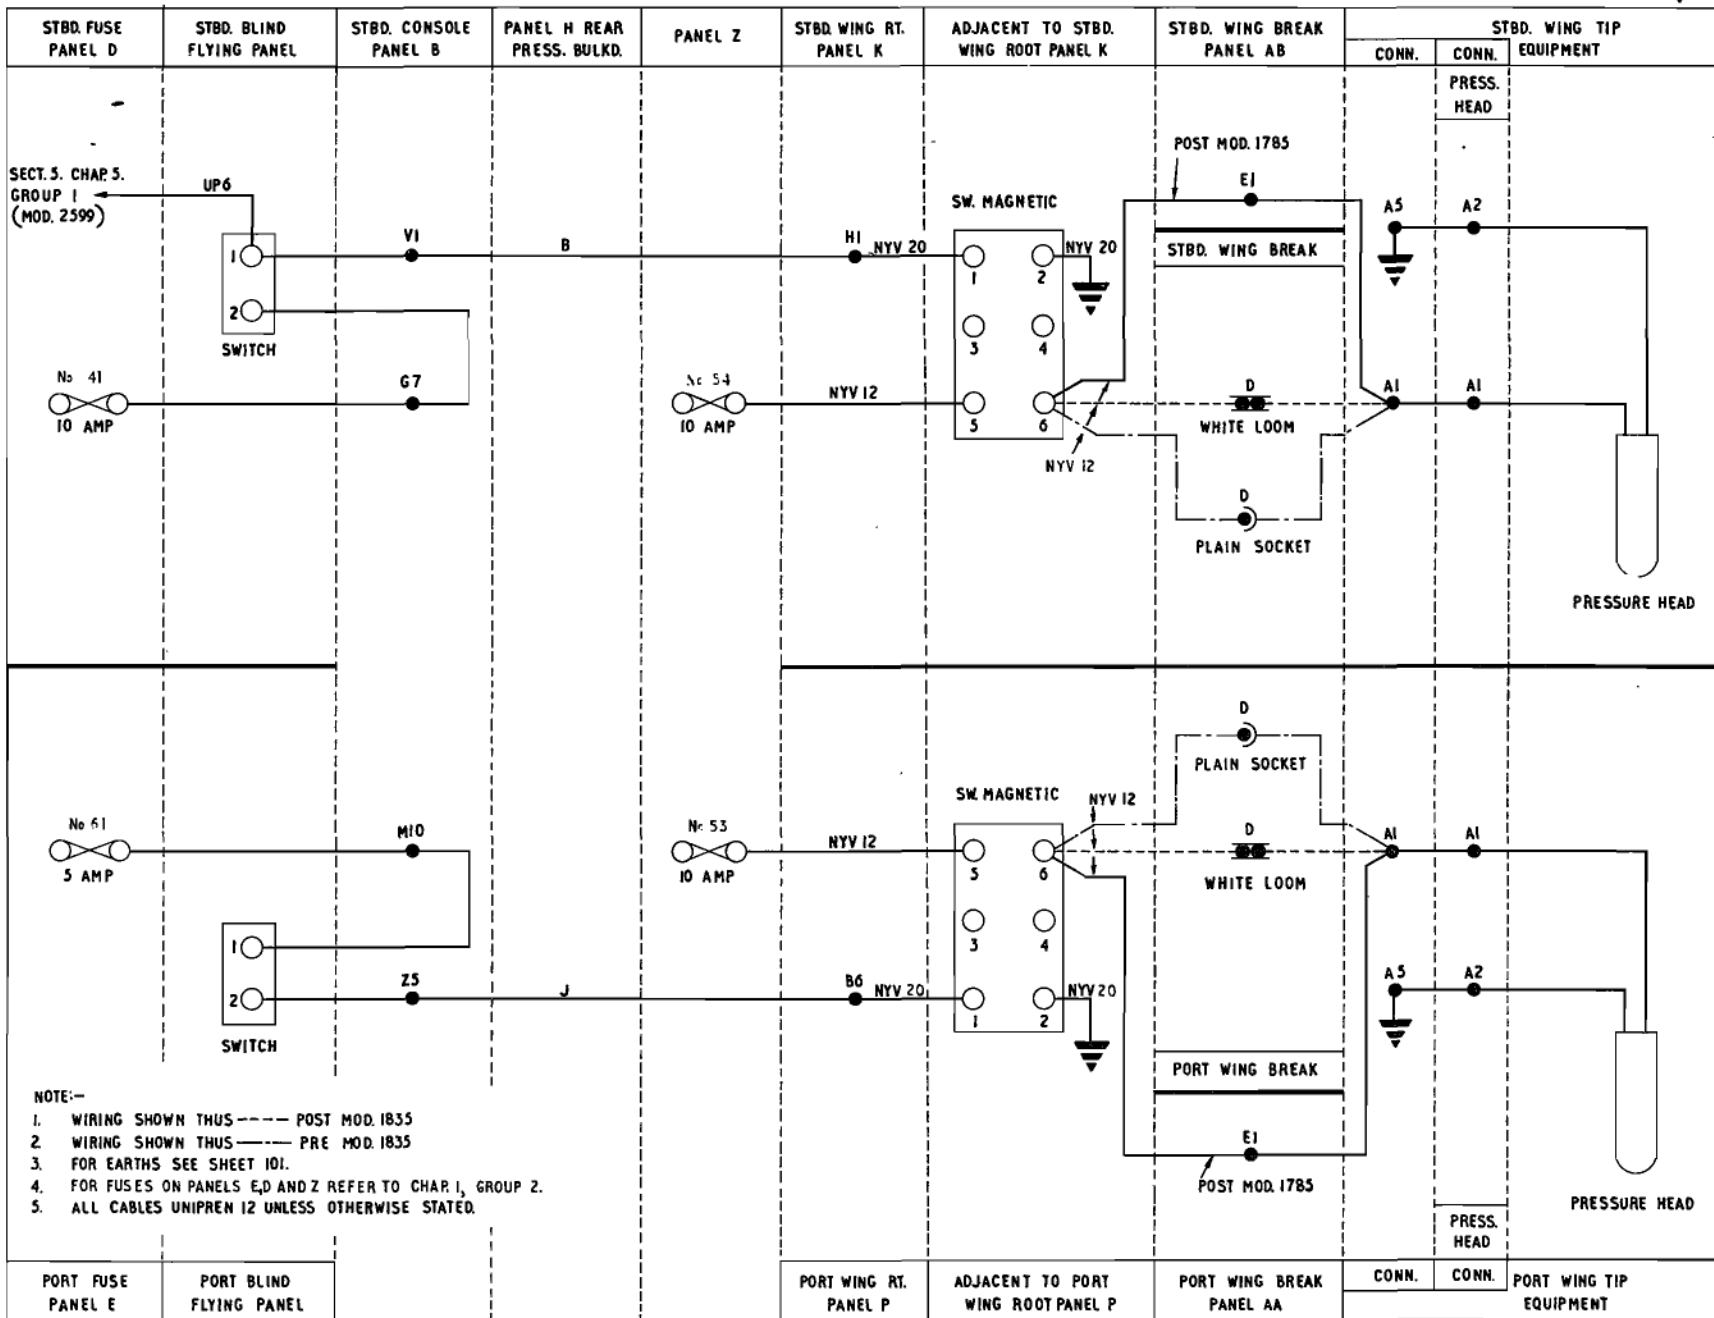 STBD. FUSE
PANEL D
STBD. BLIND
FLYING PANEL
STBD. CONSOLE
PANEL B
PANEL H REAR
PRESS. BULKD.
PANEL Z
STBD. WING RT.
PANEL K
ADJACENT TO STBD.
WING ROOT PANEL K
STBD. WING BREAK
PANEL AB
STBD. WING TIP
EQUIPMENT
CONN.
CONN.
PRESS.
HEAD
SECT. 5. CHAP. 5.
GROUP 1
(MOD. 2599)
UP6
1
2
SWITCH
V1
B
H1
NYV 20
SW. MAGNETIC
1
2
3
4
5
6
NYV 20
POST MOD. 1785
E1
STBD. WING BREAK
A5
A2
No 41
10 AMP
G7
No 54
10 AMP
NYV 12
NYV 12
D
WHITE LOOM
A1
A1
D
PLAIN SOCKET
PRESSURE HEAD
D
PLAIN SOCKET
SW. MAGNETIC
NYV 12
No 61
5 AMP
M10
No 53
10 AMP
NYV 12
5
6
3
4
1
2
D
WHITE LOOM
A1
A1
1
2
SWITCH
Z5
J
B6
NYV 20
NYV 20
A5
A2
PORT WING BREAK
E1
POST MOD. 1785
PRESSURE HEAD
NOTE:-
1. WIRING SHOWN THUS ---- POST MOD. 1835
2 WIRING SHOWN THUS —-—-— PRE MOD. 1835
3. FOR EARTHS SEE SHEET 101.
4. FOR FUSES ON PANELS E,D AND Z REFER TO CHAP. 1, GROUP 2.
5. ALL CABLES UNIPREN 12 UNLESS OTHERWISE STATED.
PRESS.
HEAD
PORT FUSE
PANEL E
PORT BLIND
FLYING PANEL
PORT WING RT.
PANEL P
ADJACENT TO PORT
WING ROOT PANEL P
PORT WING BREAK
PANEL AA
CONN.
CONN.
PORT WING TIP
EQUIPMENT